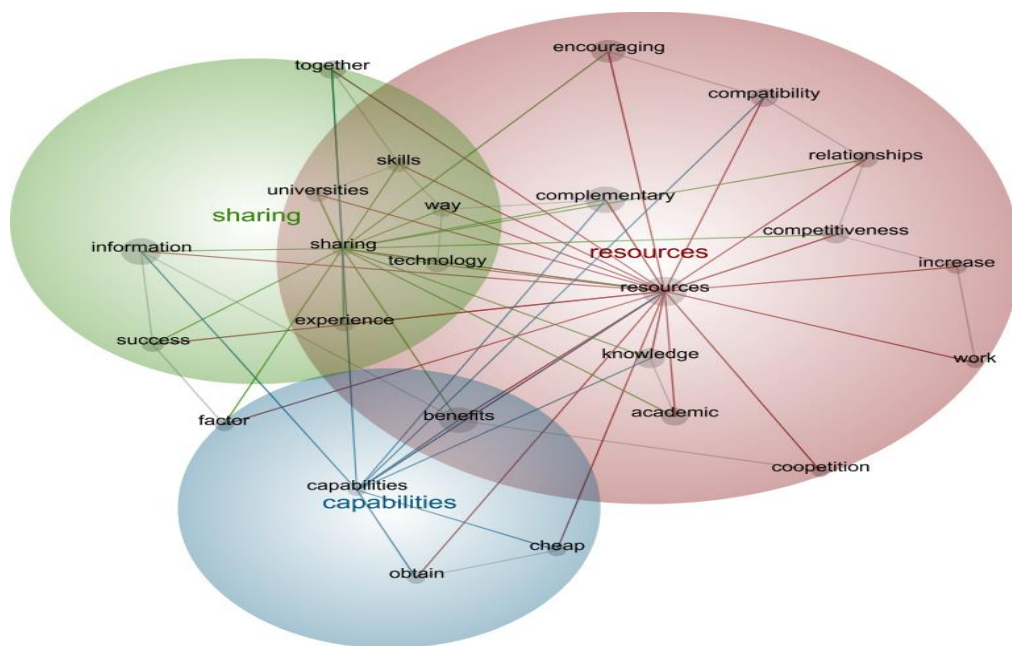 encouraging
together
compatibility
relationships
skills
universities
complementary
way
sharing
competitiveness
information
sharing
resources
technology
increase
resources
experience
success
knowledge
work
academic
factor
benefits
coopetition
capabilities
capabilities
cheap
obtain